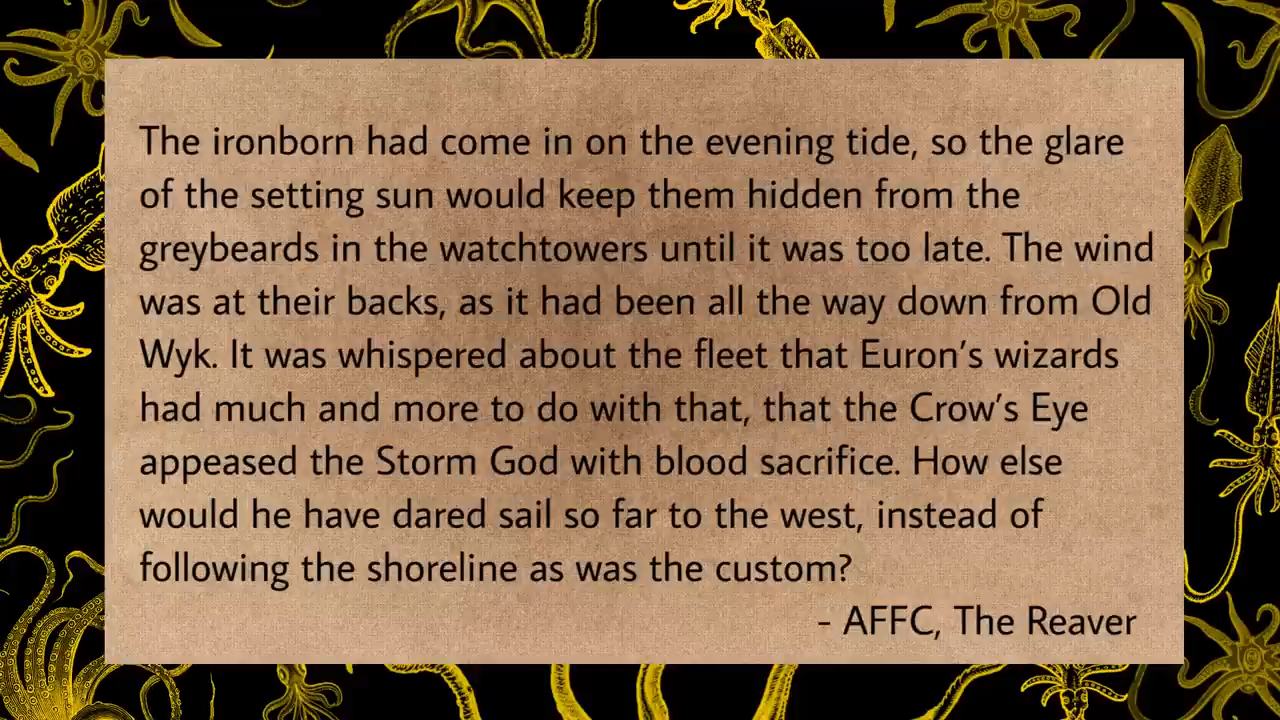 The ironborn had come in on the evening tide, so the glare
of the setting sun would keep them hidden from the
greybeards in the watchtowers until it was too late. The wind
was at their backs, as it had been all the way down from Old
Wyk. It was whispered about the fleet that Euron’s wizards
had much and more to do with that, that the Crow’s Eye
appeased the Storm God with blood sacrifice. How else
would he have dared sail so far to the west, instead of
following the shoreline as was the custom?
- AFFC, The Reaver